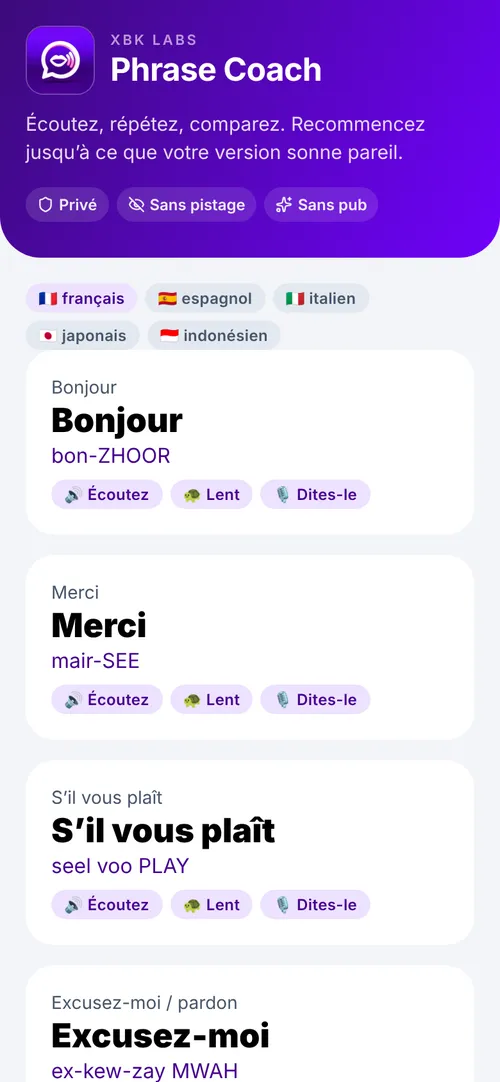 XBK LABS
Phrase Coach
Écoutez, répétez, comparez. Recommencez
jusqu’à ce que votre version sonne pareil.
Privé
Sans pistage
Sans pub
français
espagnol
italien
japonais
indonésien
Bonjour
Bonjour
bon-ZHOOR
Écoutez
Lent
Dites-le
Merci
Merci
mair-SEE
Écoutez
Lent
Dites-le
S’il vous plaît
S’il vous plaît
seel voo PLAY
Écoutez
Lent
Dites-le
Excusez-moi / pardon
Excusez-moi
ex-kew-zay MWAH